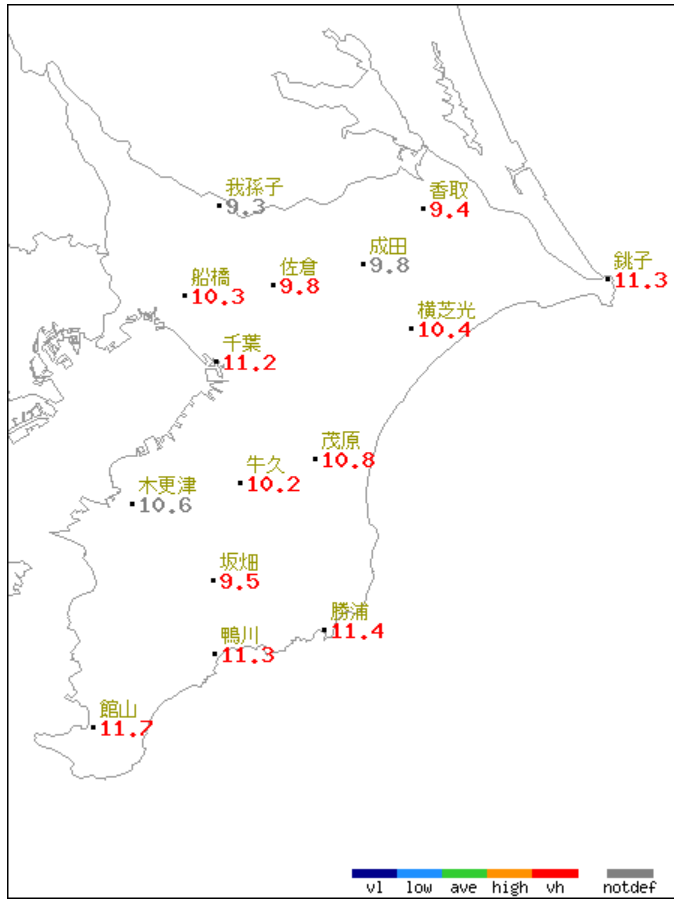 我孫子
9.3
香取
9.4
成田
9.8
佐倉
9.8
船橋
10.3
銚子
11.3
横芝光
10.4
千葉
11.2
茂原
10.8
牛久
10.2
木更津
10.6
坂畑
9.5
勝浦
11.4
鴨川
11.3
館山
11.7
vl low ave high vh notdef